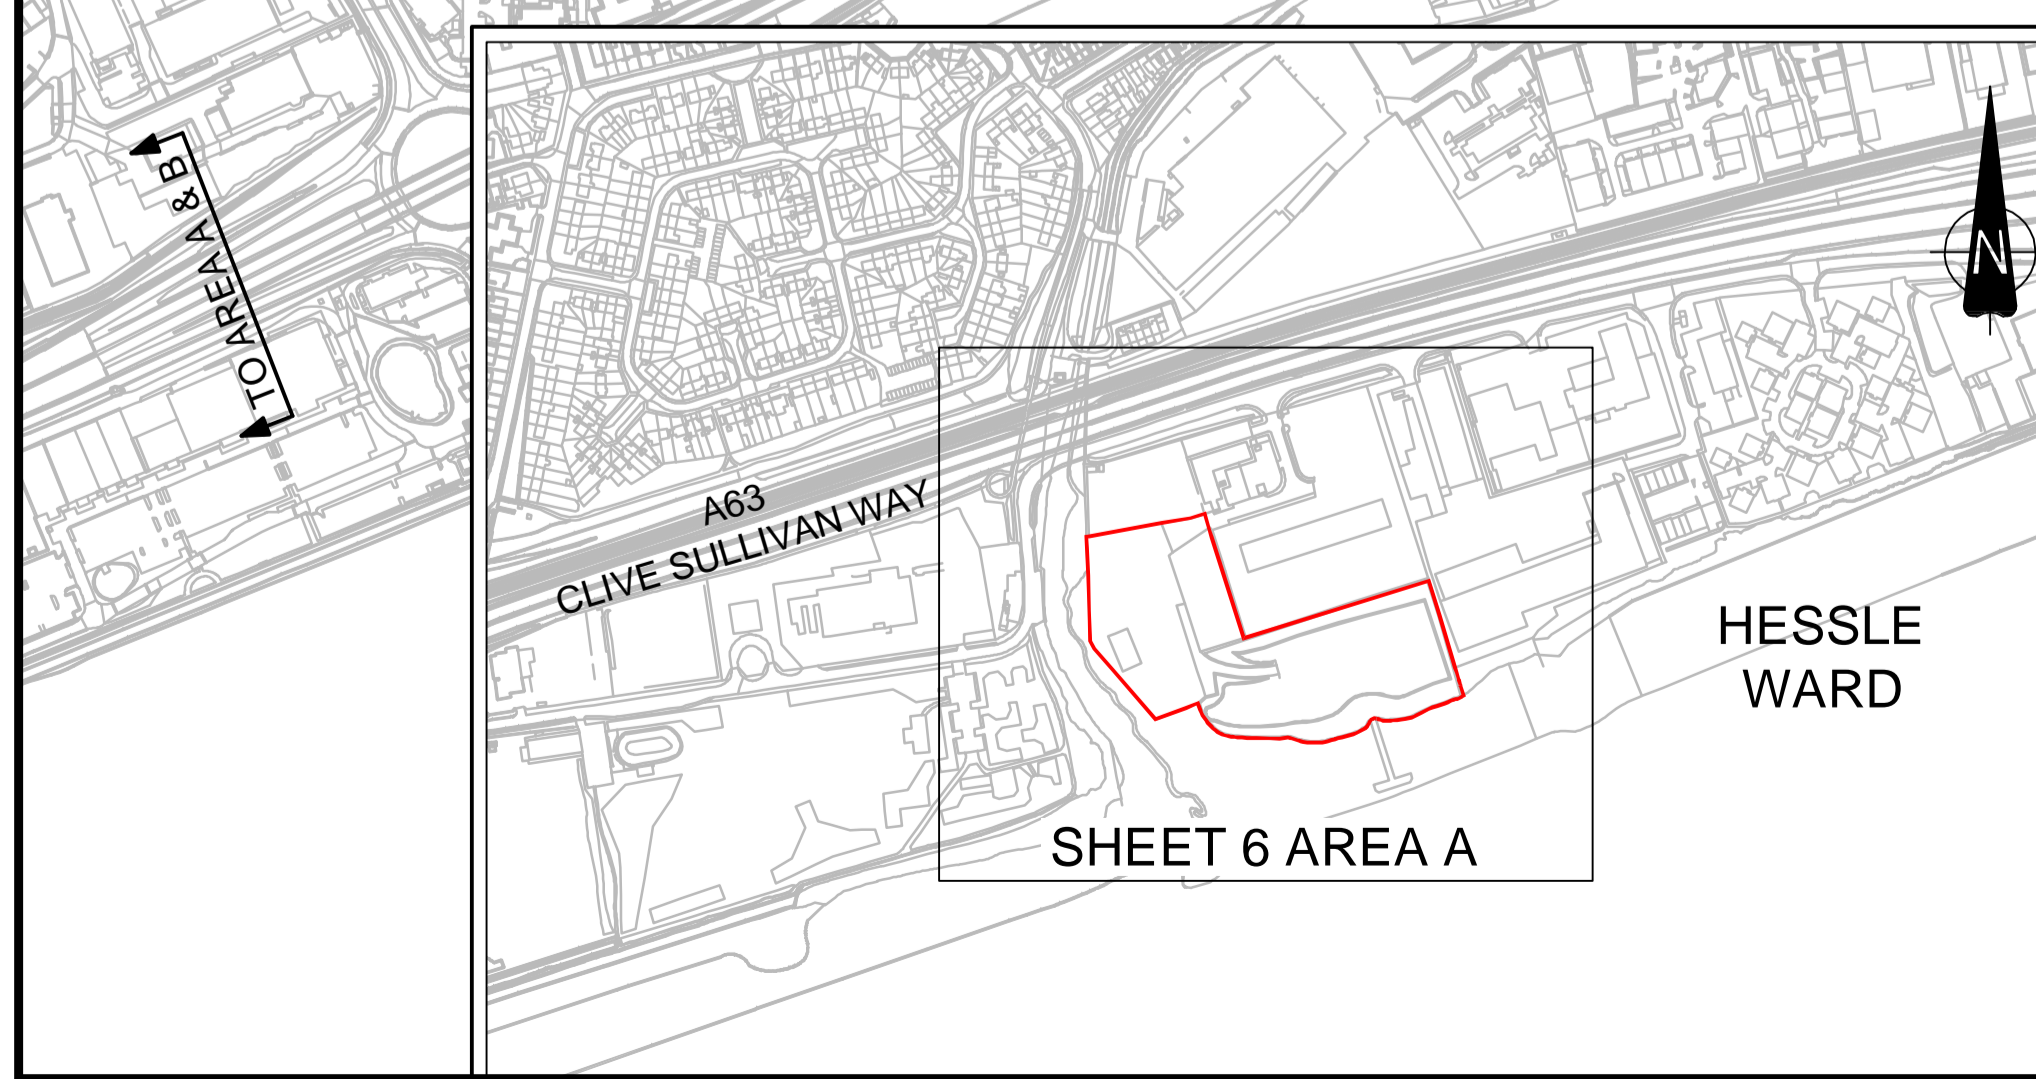 TO AREA A & B
N
A63
CLIVE SULLIVAN WAY
HESSLE
WARD
SHEET 6 AREA A